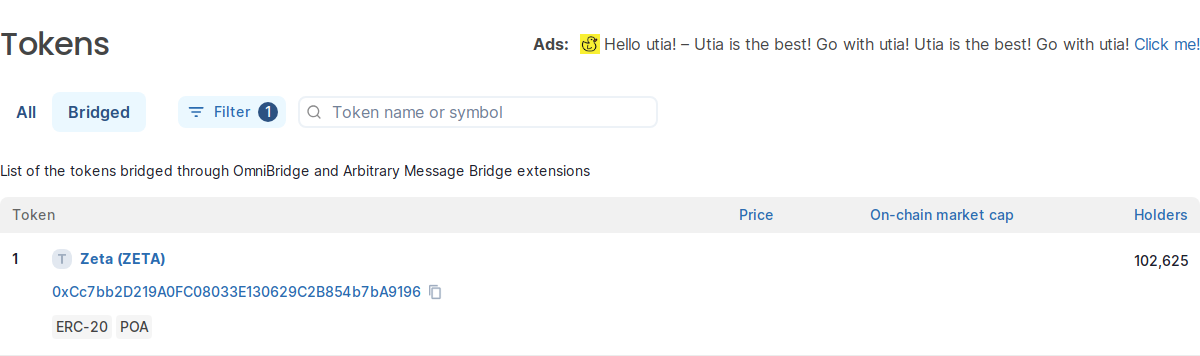 Tokens
Ads: Hello utia! – Utia is the best! Go with utia! Utia is the best! Go with utia! Click me!
All Bridged Filter 1 Token name or symbol
List of the tokens bridged through OmniBridge and Arbitrary Message Bridge extensions
Token Price On-chain market cap Holders
1 T Zeta (ZETA) 102,625
0xCc7bb2D219A0FC08033E130629C2B854b7bA9196
ERC-20 POA